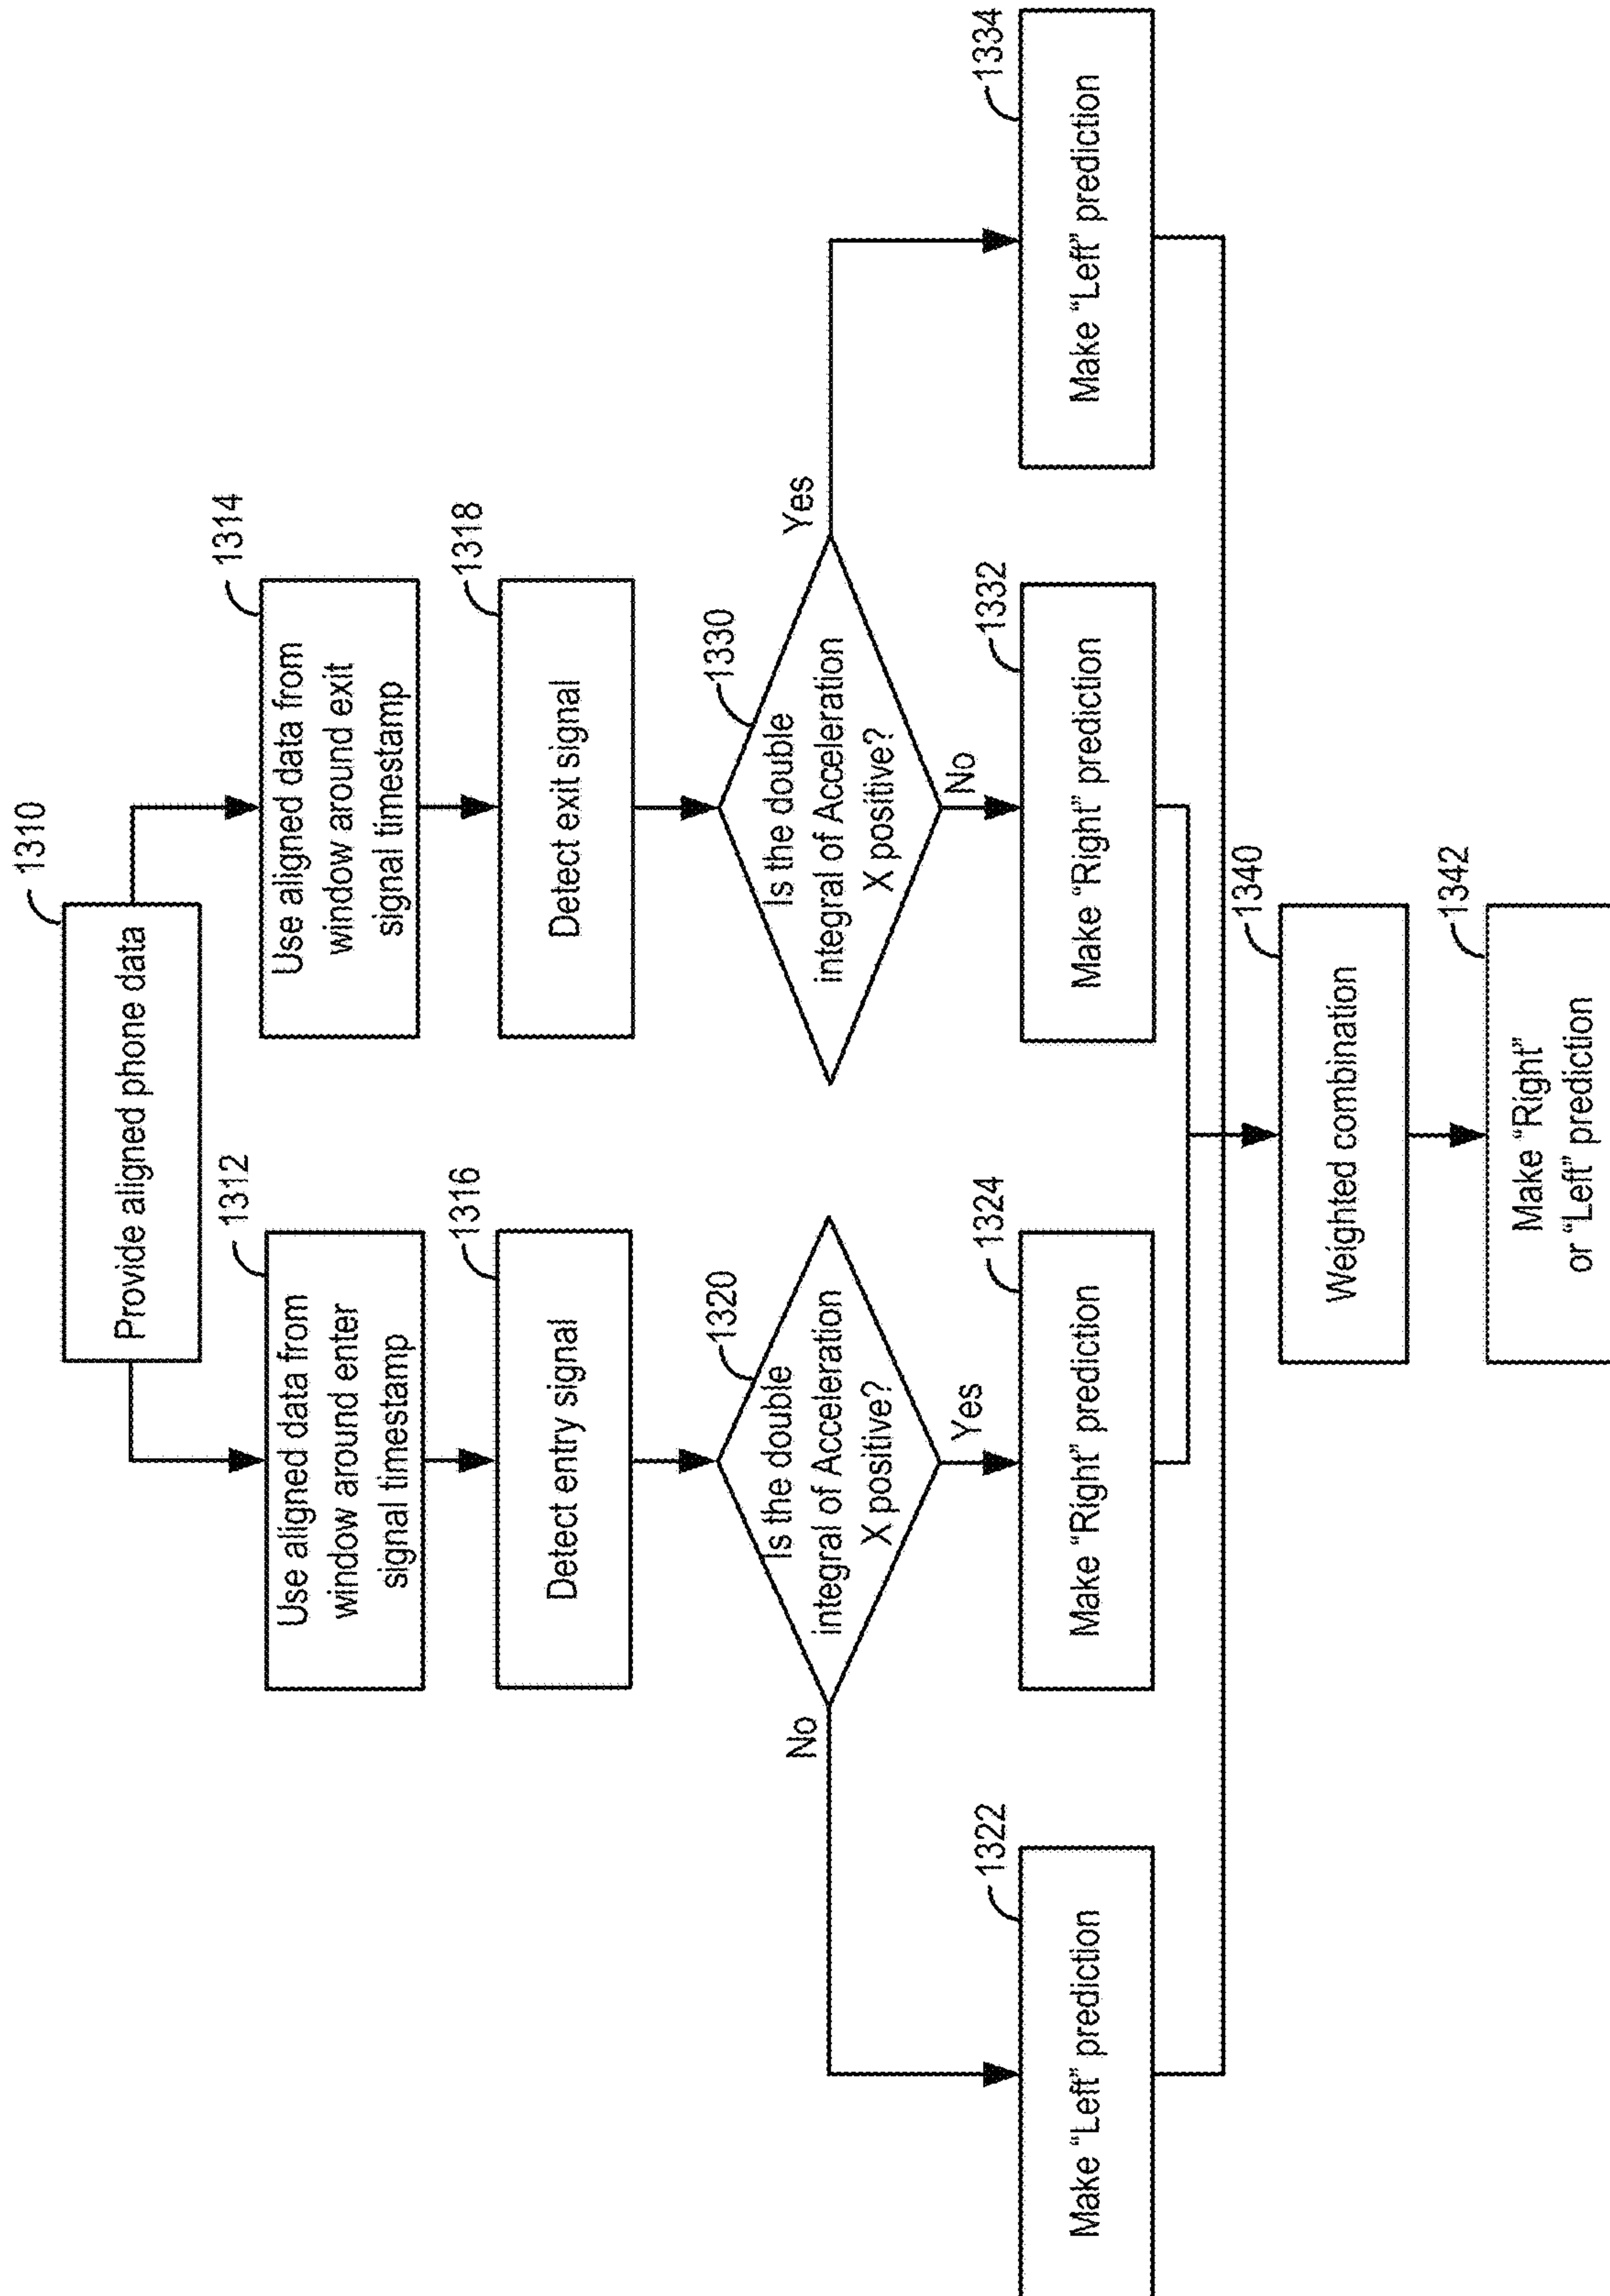 1310
Provide aligned phone data
1312
Use aligned data from
window around enter
signal timestamp
1314
Use aligned data from
window around exit
signal timestamp
1316
Detect entry signal
1318
Detect exit signal
1320
Is the double
integral of Acceleration
X positive?
No
Yes
1330
Is the double
integral of Acceleration
X positive?
No
Yes
1322
Make "Left" prediction
1324
Make "Right" prediction
1332
Make "Right" prediction
1334
Make "Left" prediction
1340
Weighted combination
1342
Make "Right"
or "Left" prediction